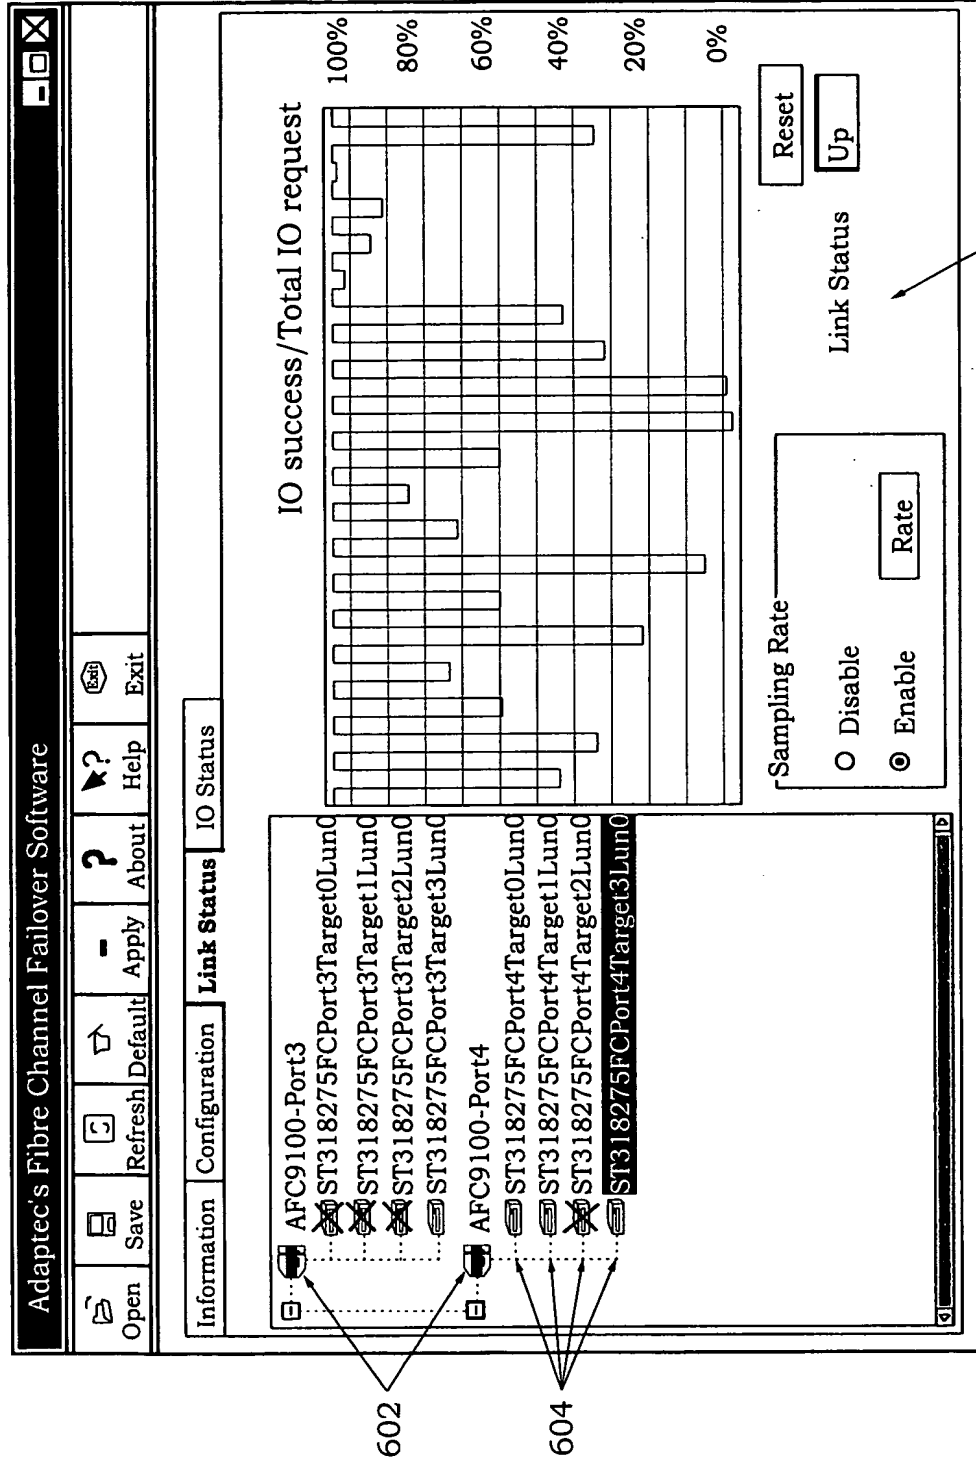 Adaptec's Fibre Channel Failover Software
Open Save Refresh Default Apply About Help Exit
Exit
Information Configuration Link Status IO Status
AFC9100-Port3
ST318275FCPort3Target0Lun0
ST318275FCPort3Target1Lun0
ST318275FCPort3Target2Lun0
ST318275FCPort3Target3Lun0
AFC9100-Port4
ST318275FCPort4Target0Lun0
ST318275FCPort4Target1Lun0
ST318275FCPort4Target2Lun0
ST318275FCPort4Target3Lun0
602
604
IO success/Total IO request
100%
80%
60%
40%
20%
0%
Sampling Rate
Disable
Enable
Rate
Reset
Link Status
Up